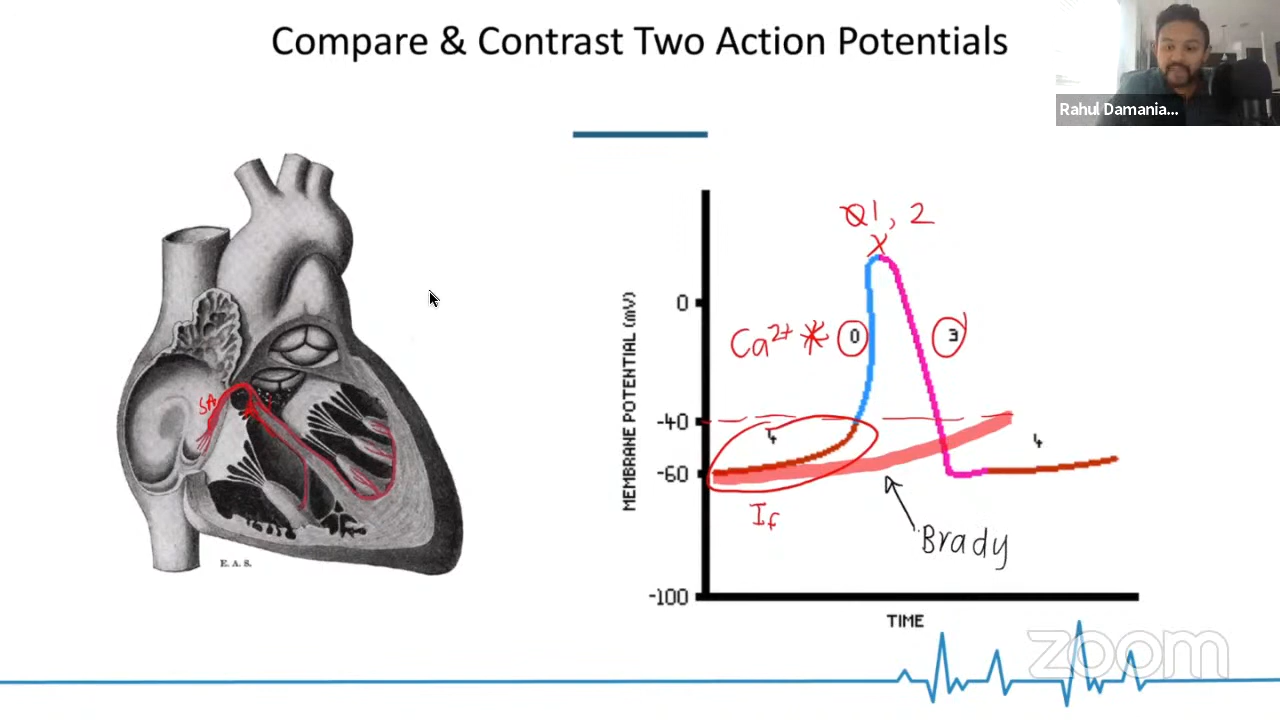 Compare & Contrast Two Action Potentials
Rahul Damania...
SA
E. A. S.
1, 2
X
MEMBRANE POTENTIAL (mV)
0
-40
-60
-100
Ca2+ * 0
3
4
4
If
Brady
TIME
zoom